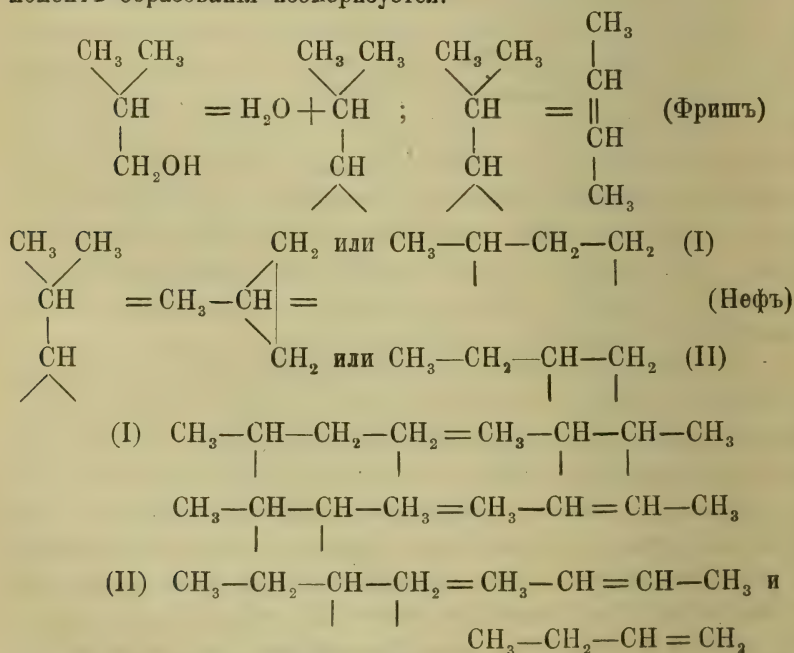 моментъ образованія изомеризуется:
CH₃
CH₃ CH₃ CH₃ CH₃ CH₃ CH₃ |
CH
CH = H₂O + CH ; CH = || (Фришъ)
| | | CH
CH₂OH CH CH |
CH₃
CH₃ CH₃ CH₂ или CH₃—CH—CH₂—CH₂ (I)
| |
CH = CH₃—CH = (Нефъ)
|
CH CH₂ или CH₃—CH₂—CH—CH₂ (II)
| |
(I) CH₃—CH—CH₂—CH₂ = CH₃—CH—CH—CH₃
| | | |
CH₃—CH—CH—CH₃ = CH₃—CH=CH—CH₃
| |
(II) CH₃—CH₂—CH—CH₂ = CH₃—CH=CH—CH₃ и
| |
CH₃—CH₂—CH=CH₂